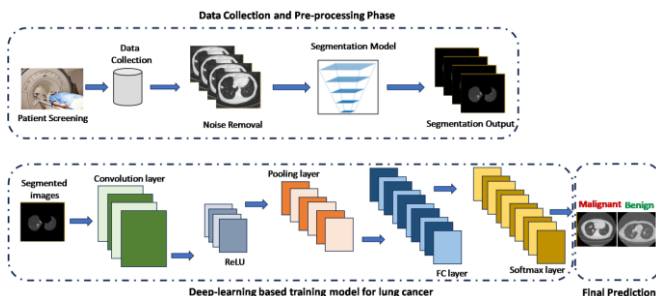 Data Collection and Pre-processing Phase
Data
Collection
Segmentation Model
Patient Screening
Noise Removal
Segmentation Output
Segmented
images
Convolution layer
Pooling layer
ReLU
FC layer
Softmax layer
Malignant Benign
Deep-learning based training model for lung cancer
Final Prediction